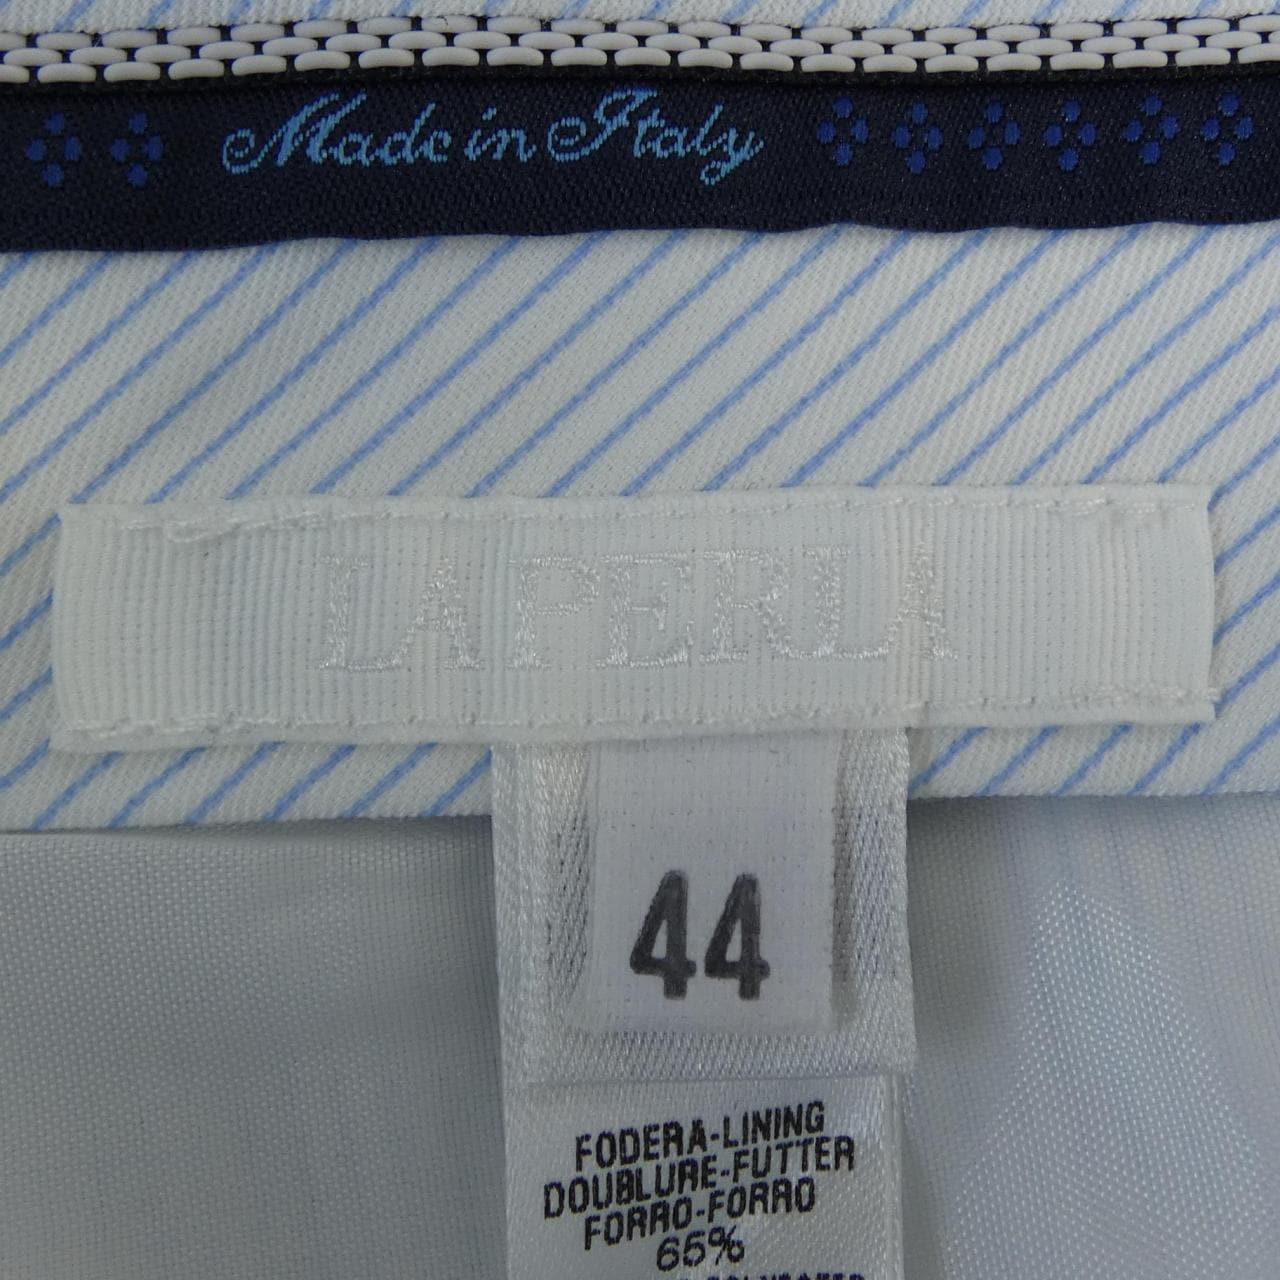 Made in Italy
LA PERLA
44
FODERA-LINING
DOUBLURE-FUTTER
FORRO-FORRO
65%